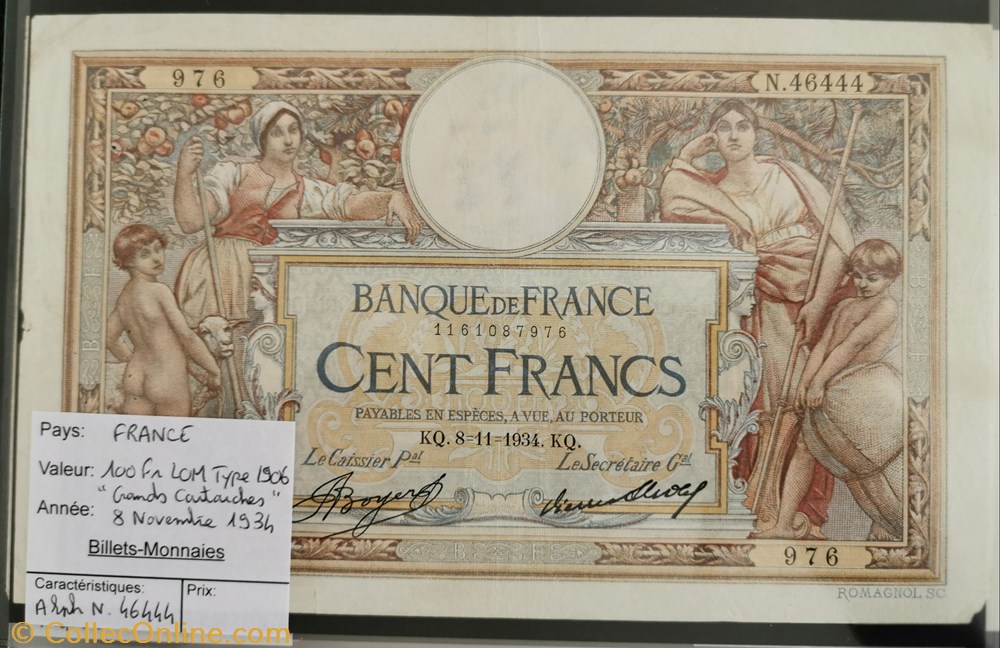 976
N.46444
BANQUE DE FRANCE
1161087976
CENT FRANCS
PAYABLES EN ESPÈCES, A VUE, AU PORTEUR
KQ. 8=11=1934. KQ.
Le Caissier Pal
Le Secrétaire Gal
976
B F
ROMAGNOL SC
Pays: FRANCE
Valeur: 100 Fr LOM Type 1906
"Grands Cartouches"
Année: 8 Novembre 1934
Billets-Monnaies
Caractéristiques:
Prix:
N. 46444
© CollecOnline.com